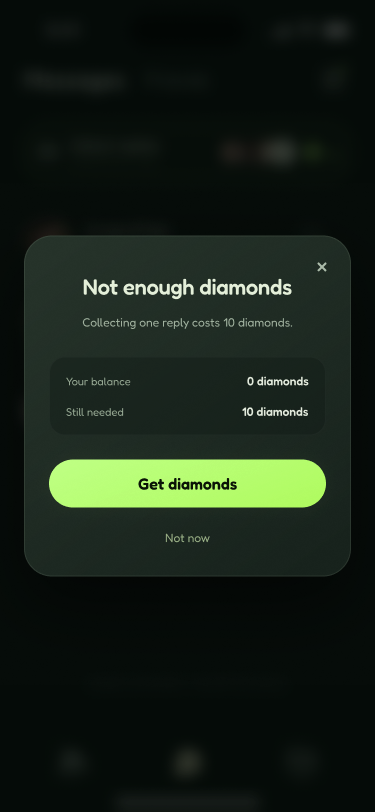 Not enough diamonds
Collecting one reply costs 10 diamonds.
Your balance 0 diamonds
Still needed 10 diamonds
Get diamonds
Not now